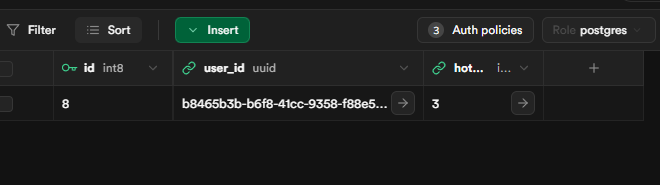 Filter Sort Insert 3 Auth policies Role postgres
id int8 user_id uuid hot... i...
8 b8465b3b-b6f8-41cc-9358-f88e5... 3